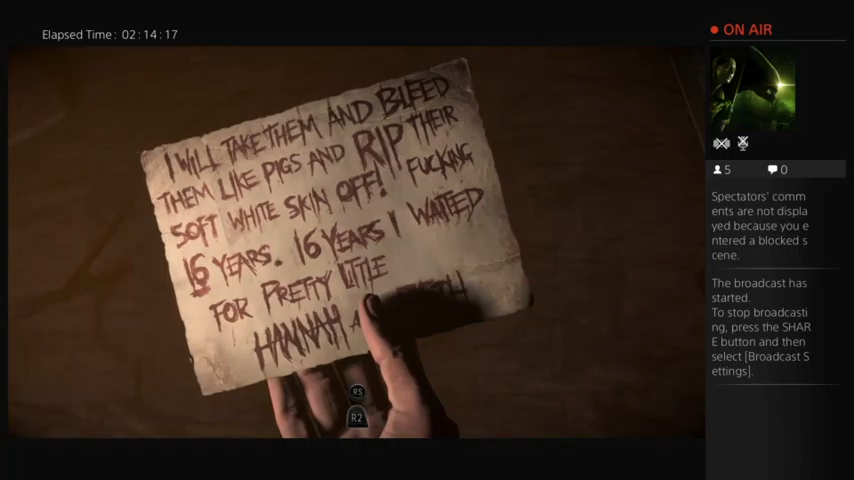 Elapsed Time: 02:14:17
I WILL TAKE THEM AND BLEED
THEM LIKE PIGS AND RIP THEIR
SOFT WHITE SKIN OFF! FUCKING
16 YEARS. 16 YEARS I WAITED
FOR PRETTY LITTLE
HANNAH
RS
R2
ON AIR
5
0
Spectators' comm
ents are not displa
yed because you e
ntered a blocked s
cene.
The broadcast has
started.
To stop broadcasti
ng, press the SHAR
E button and then
select [Broadcast S
ettings].